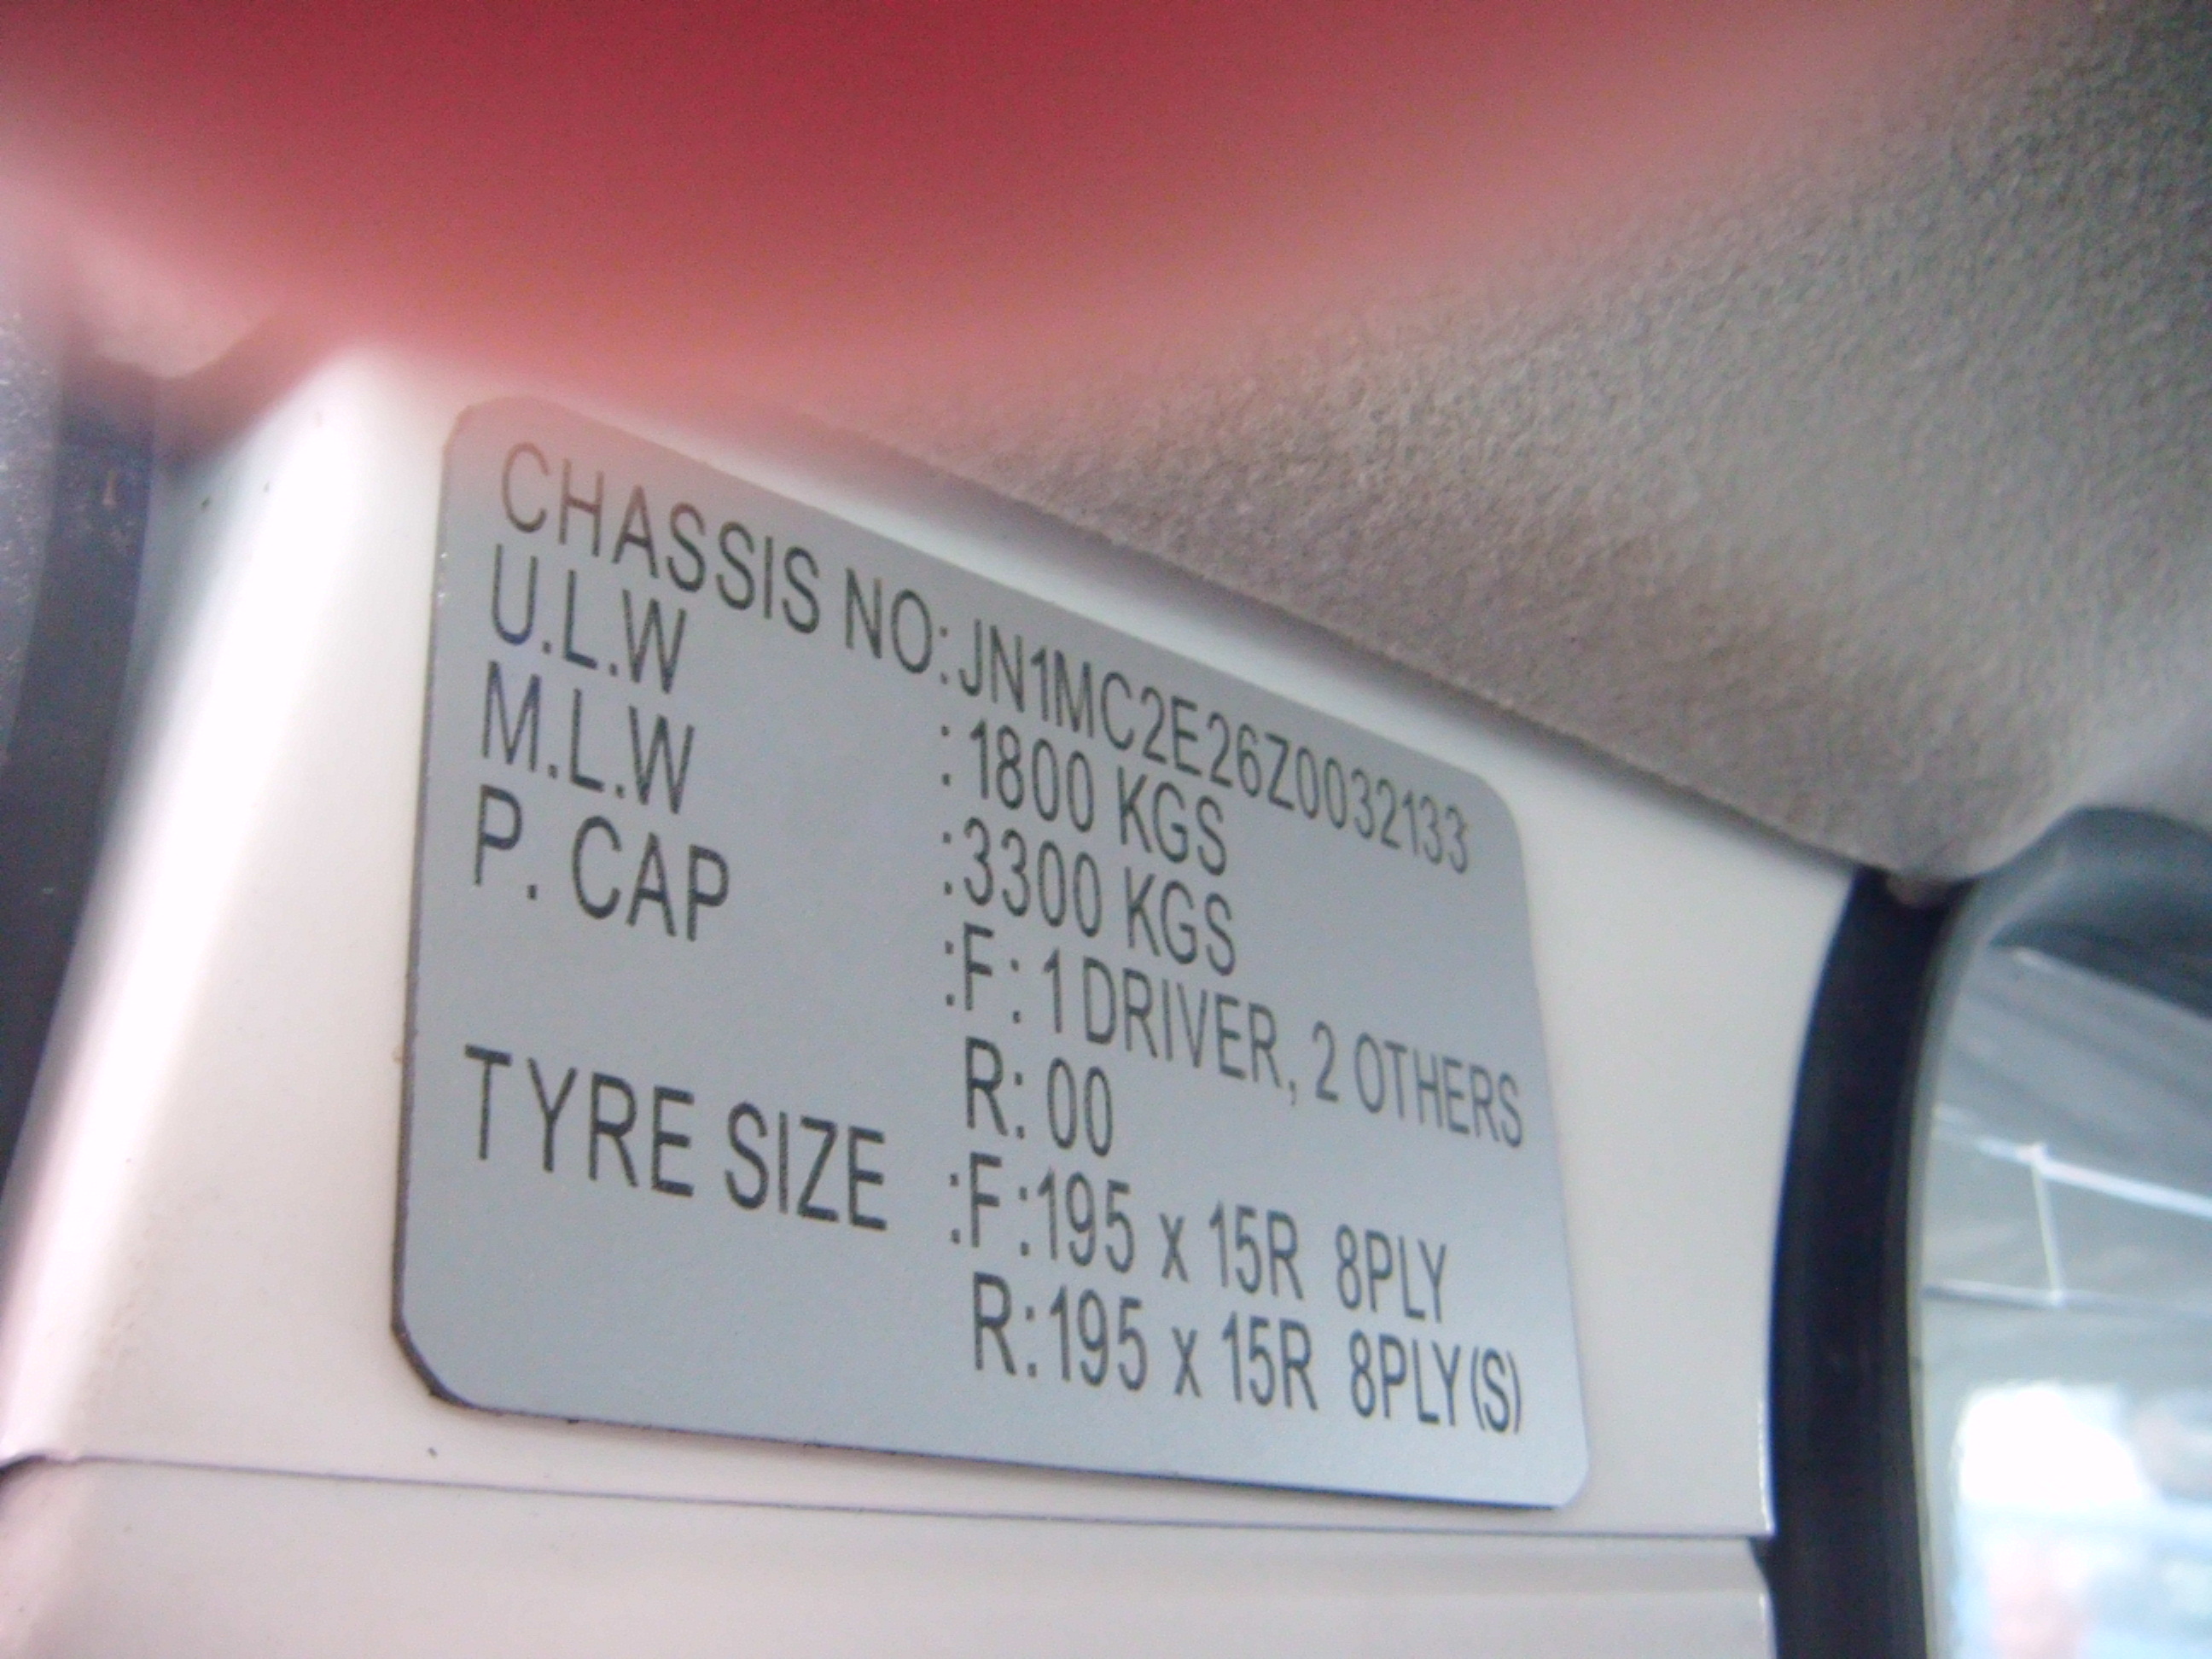 CHASSIS NO: JN1MC2E26Z0032133
U.L.W : 1800 KGS
M.L.W : 3300 KGS
P. CAP : F : 1 DRIVER, 2 OTHERS
R : 00
TYRE SIZE : F : 195 x 15R 8PLY
R : 195 x 15R 8PLY(S)